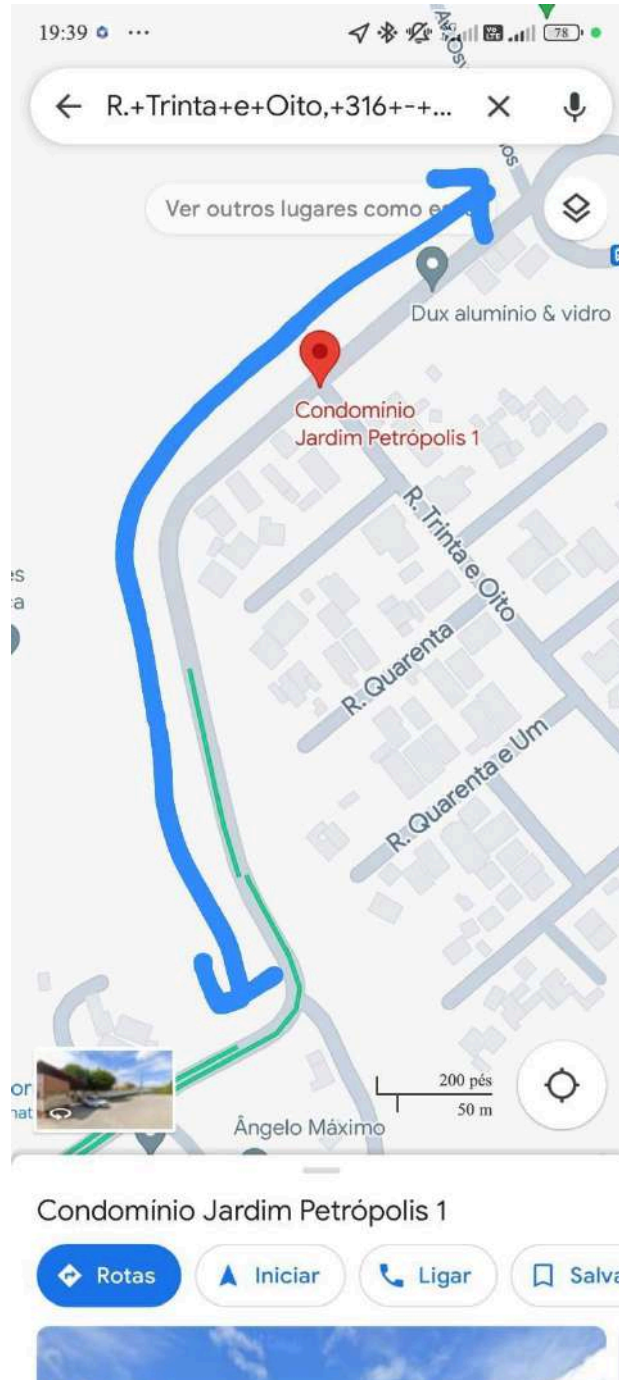 19:39
78
R.+Trinta+e+Oito,+316+-+...
Ver outros lugares como e
Dux alumínio & vidro
Condomínio
Jardim Petrópolis 1
R. Trinta e Oito
R. Quarenta
R. Quarenta e Um
200 pés
50 m
Ângelo Máximo
Condomínio Jardim Petrópolis 1
Rotas
Iniciar
Ligar
Salva